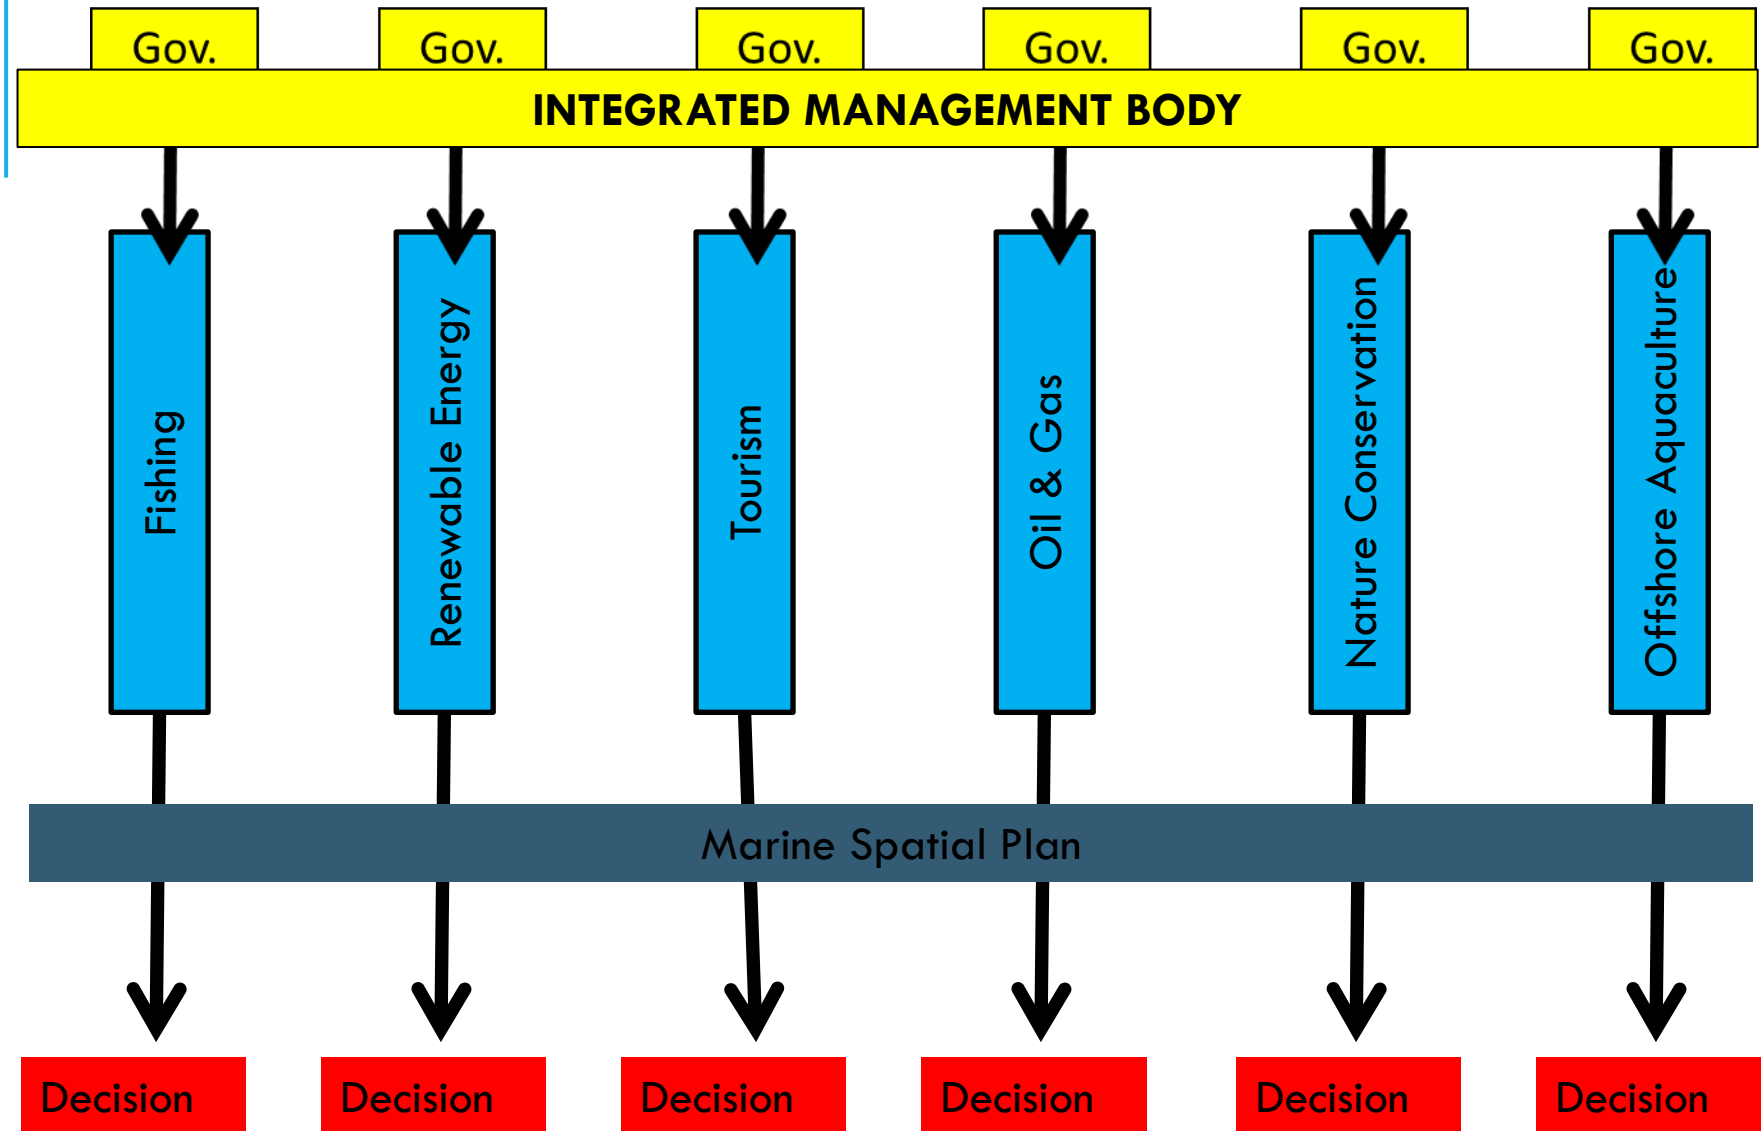 Gov.
Gov.
Gov.
Gov.
Gov.
Gov.
INTEGRATED MANAGEMENT BODY
Fishing
Renewable Energy
Tourism
Oil & Gas
Nature Conservation
Offshore Aquaculture
Marine Spatial Plan
Decision
Decision
Decision
Decision
Decision
Decision